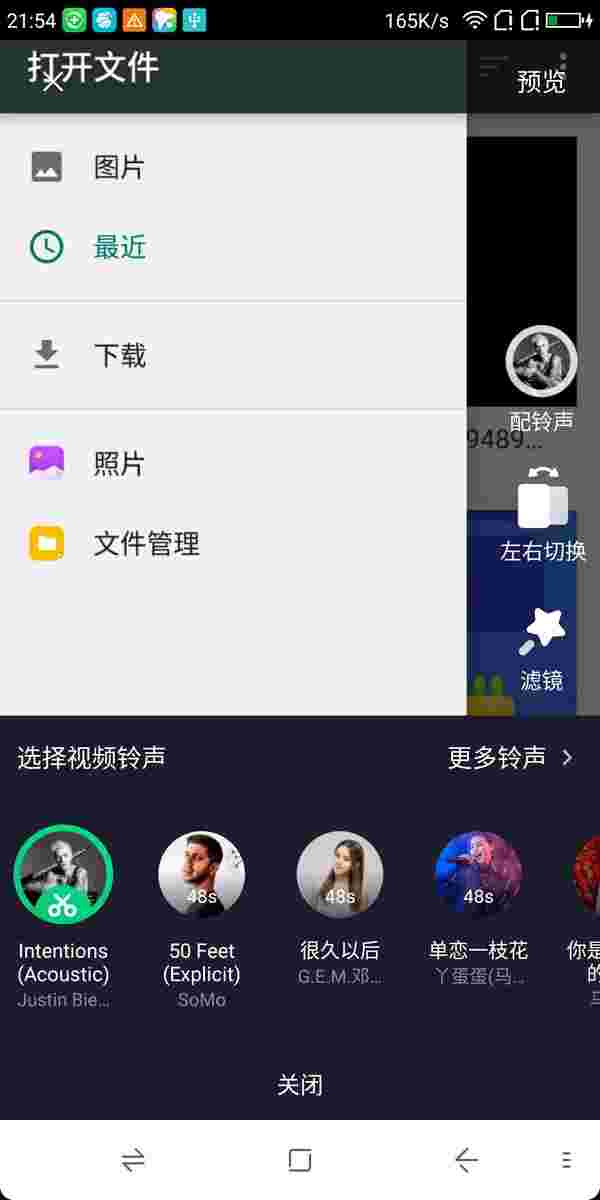 21:54
165K/s
打开文件
预览
图片
最近
下载
9489...
配铃声
照片
文件管理
左右切换
滤镜
选择视频铃声
更多铃声
48s
48s
48s
Intentions
(Acoustic)
Justin Bie...
50 Feet
(Explicit)
SoMo
很久以后
G.E.M.邓...
单恋一枝花
丫蛋蛋(马...
你是
的
关闭